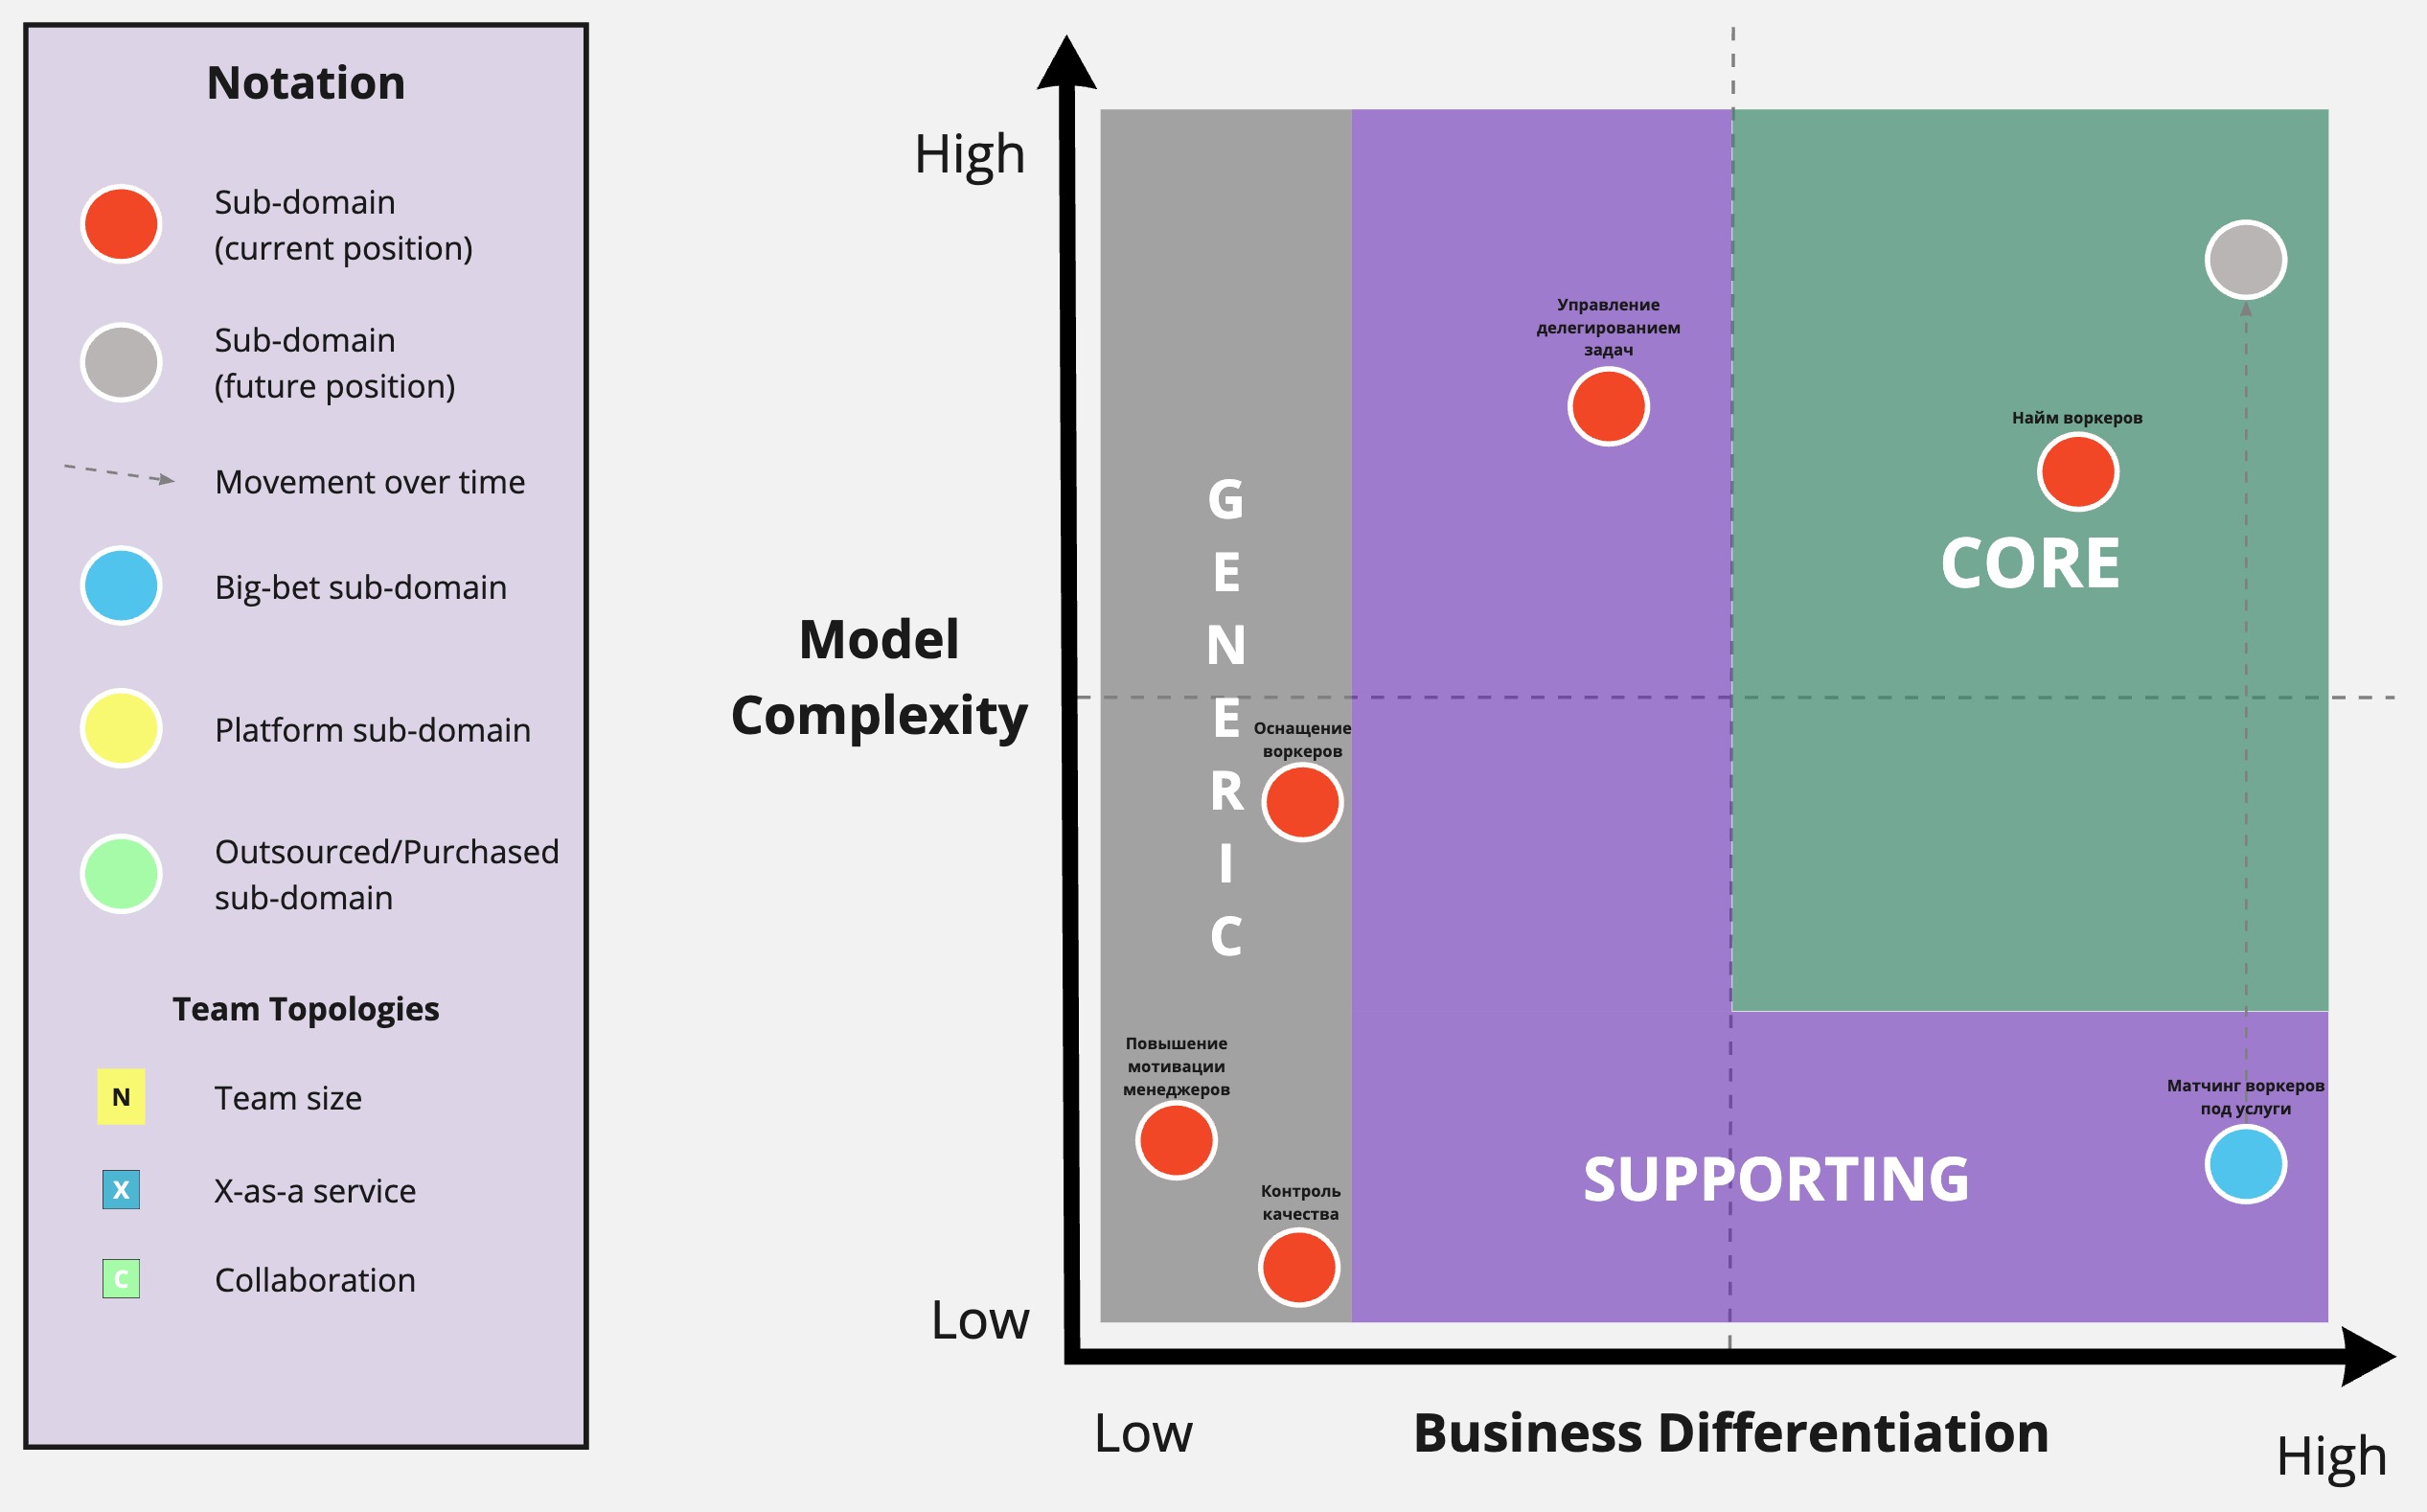 Notation
Sub-domain
(current position)
Sub-domain
(future position)
Movement over time
Big-bet sub-domain
Platform sub-domain
Outsourced/Purchased
sub-domain
Team Topologies
N
Team size
X
X-as-a service
C
Collaboration
High
Model
Complexity
Low
G
E
N
E
R
I
C
Управление
делегированием
задач
Найм воркеров
CORE
Оснащение
воркеров
Повышение
мотивации
менеджеров
Контроль
качества
Матчинг воркеров
под услуги
SUPPORTING
Low
Business Differentiation
High